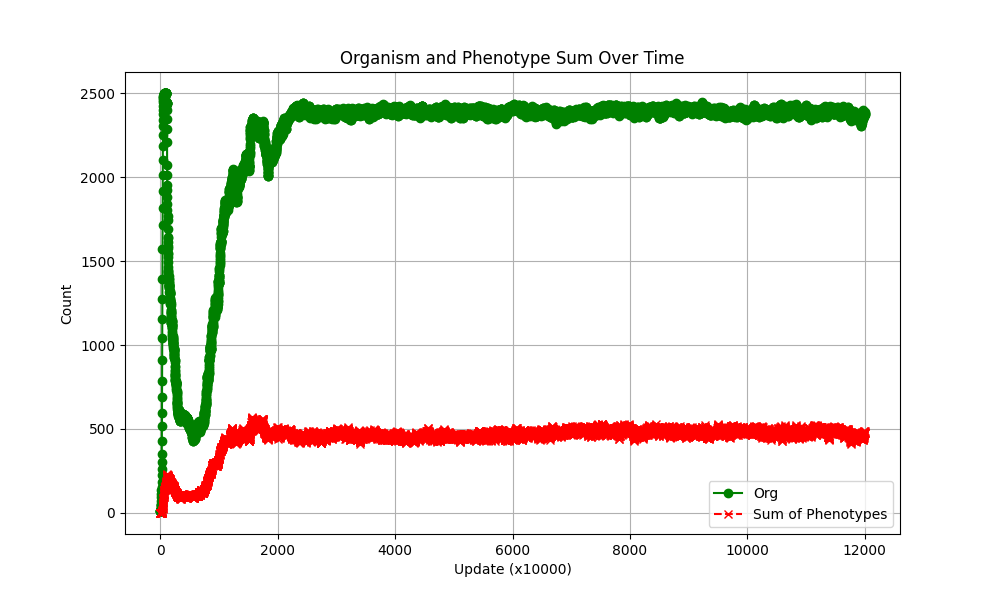 Organism and Phenotype Sum Over Time
2500
2000
1500
1000
500
0
Count
0 2000 4000 6000 8000 10000 12000
Update (x10000)
Org
Sum of Phenotypes